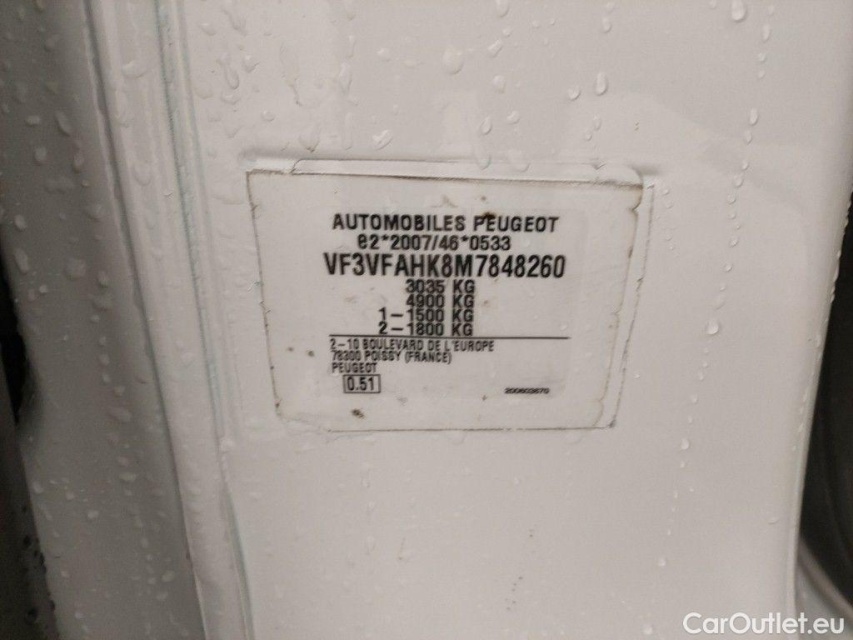 AUTOMOBILES PEUGEOT
e2*2007/46*0533
VF3VFAHK8M7848260
3035 KG
4900 KG
1-1500 KG
2-1800 KG
2-10 BOULEVARD DE L'EUROPE
78300 POISSY (FRANCE)
PEUGEOT
0.51
CarOutlet.eu